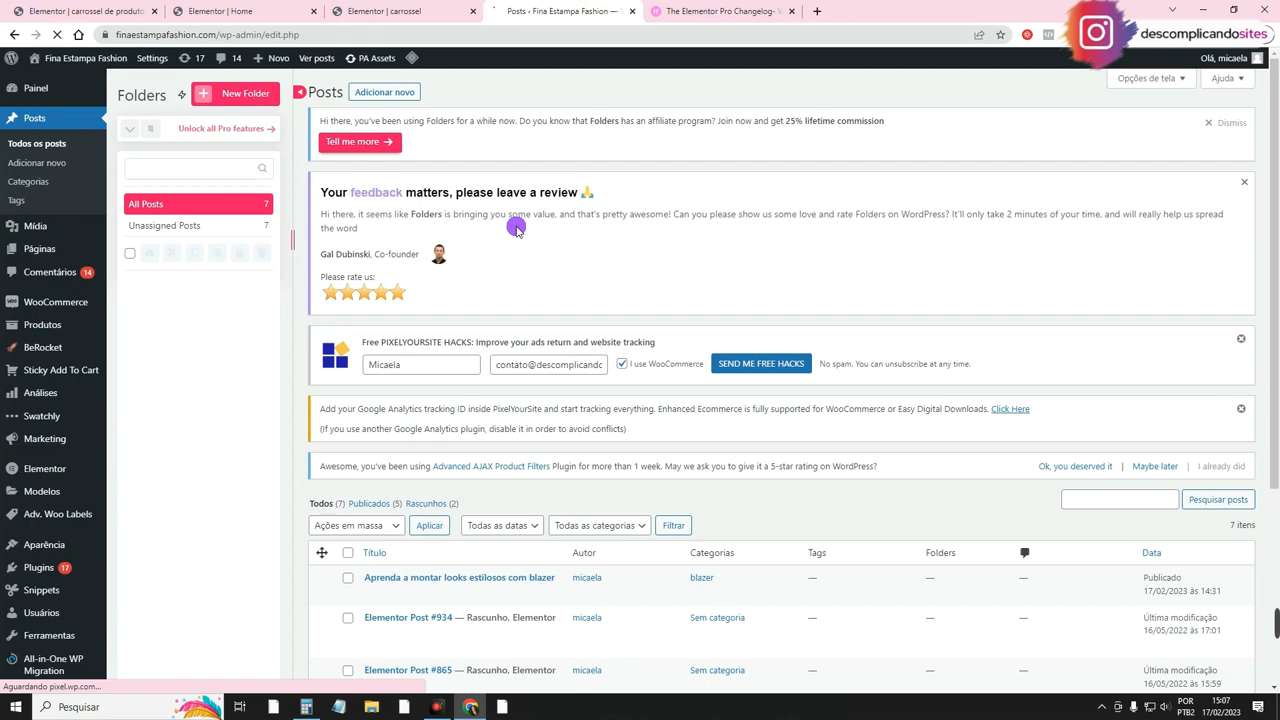 Elementor | carrossel de produto
Elementor | Home
Elementor | carrossel
Posts ‹ Fina Estampa Fashion —
The Elementor Pro Changelog- V
finaestampafashion.com/wp-admin/edit.php
descomplicandosites
Fina Estampa Fashion
Settings
17
14
Novo
Ver posts
PA Assets
Olá, micaela
Painel
Posts
Todos os posts
Adicionar novo
Categorias
Tags
Mídia
Páginas
Comentários 14
WooCommerce
Produtos
BeRocket
Sticky Add To Cart
Análises
Swatchly
Marketing
Elementor
Modelos
Adv. Woo Labels
Aparência
Plugins 17
Snippets
Usuários
Ferramentas
All-in-One WP
Migration
Folders
New Folder
Unlock all Pro features
All Posts 7
Unassigned Posts 7
Opções de tela
Ajuda
Posts
Adicionar novo
Hi there, you've been using Folders for a while now. Do you know that Folders has an affiliate program? Join now and get 25% lifetime commission
Tell me more
Dismiss
Your feedback matters, please leave a review
Hi there, it seems like Folders is bringing you some value, and that's pretty awesome! Can you please show us some love and rate Folders on WordPress? It'll only take 2 minutes of your time, and will really help us spread
the word
Gal Dubinski, Co-founder
Please rate us:
Free PIXELYOURSITE HACKS: Improve your ads return and website tracking
Micaela
contato@descomplicandc
I use WooCommerce
SEND ME FREE HACKS
No spam. You can unsubscribe at any time.
Add your Google Analytics tracking ID inside PixelYourSite and start tracking everything. Enhanced Ecommerce is fully supported for WooCommerce or Easy Digital Downloads. Click Here
(If you use another Google Analytics plugin, disable it in order to avoid conflicts)
Awesome, you've been using Advanced AJAX Product Filters Plugin for more than 1 week. May we ask you to give it a 5-star rating on WordPress?
Ok, you deserved it | Maybe later | I already did
Todos (7) | Publicados (5) | Rascunhos (2)
Pesquisar posts
Ações em massa
Aplicar
Todas as datas
Todas as categorias
Filtrar
7 itens
Título
Autor
Categorias
Tags
Folders
Data
Aprenda a montar looks estilosos com blazer
micaela
blazer
—
—
—
Publicado
17/02/2023 às 14:31
Elementor Post #934 — Rascunho, Elementor
micaela
Sem categoria
—
—
—
Última modificação
16/05/2022 às 17:01
Elementor Post #865 — Rascunho, Elementor
micaela
Sem categoria
—
—
—
Última modificação
16/05/2022 às 15:59
Aguardando pixel.wp.com...
Pesquisar
POR
PTB2
15:07
17/02/2023